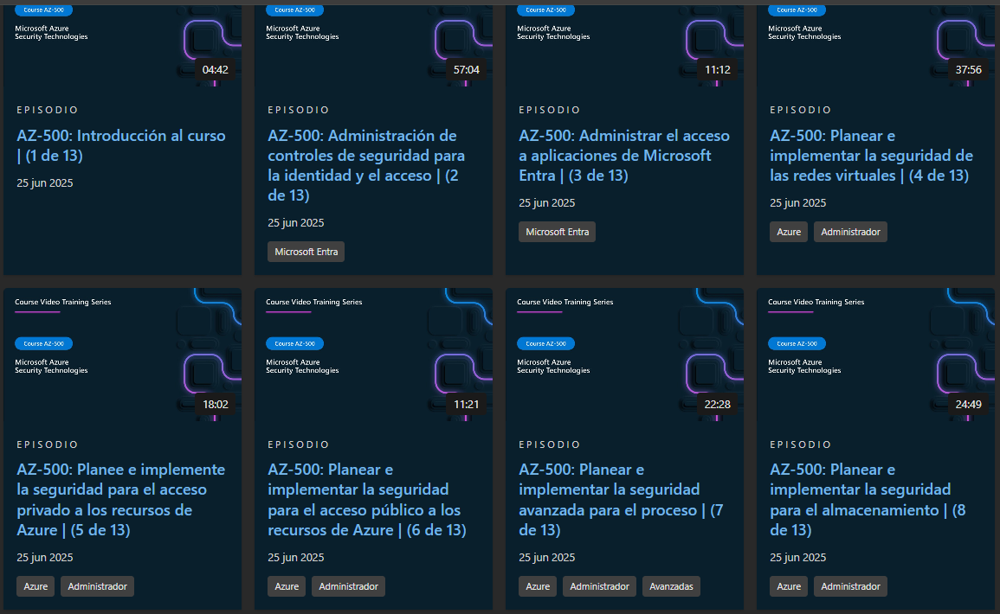 Course AZ-500
Microsoft Azure
Security Technologies
04:42
EPISODIO
AZ-500: Introducción al curso
| (1 de 13)
25 jun 2025
Course AZ-500
Microsoft Azure
Security Technologies
57:04
EPISODIO
AZ-500: Administración de
controles de seguridad para
la identidad y el acceso | (2
de 13)
25 jun 2025
Microsoft Entra
Course AZ-500
Microsoft Azure
Security Technologies
11:12
EPISODIO
AZ-500: Administrar el acceso
a aplicaciones de Microsoft
Entra | (3 de 13)
25 jun 2025
Microsoft Entra
Course AZ-500
Microsoft Azure
Security Technologies
37:56
EPISODIO
AZ-500: Planear e
implementar la seguridad de
las redes virtuales | (4 de 13)
25 jun 2025
Azure Administrador
Course Video Training Series
Course AZ-500
Microsoft Azure
Security Technologies
18:02
EPISODIO
AZ-500: Planee e implemente
la seguridad para el acceso
privado a los recursos de
Azure | (5 de 13)
25 jun 2025
Azure Administrador
Course Video Training Series
Course AZ-500
Microsoft Azure
Security Technologies
11:21
EPISODIO
AZ-500: Planear e
implementar la seguridad
para el acceso público a los
recursos de Azure | (6 de 13)
25 jun 2025
Azure Administrador
Course Video Training Series
Course AZ-500
Microsoft Azure
Security Technologies
22:28
EPISODIO
AZ-500: Planear e
implementar la seguridad
avanzada para el proceso | (7
de 13)
25 jun 2025
Azure Administrador Avanzadas
Course Video Training Series
Course AZ-500
Microsoft Azure
Security Technologies
24:49
EPISODIO
AZ-500: Planear e
implementar la seguridad
para el almacenamiento | (8
de 13)
25 jun 2025
Azure Administrador